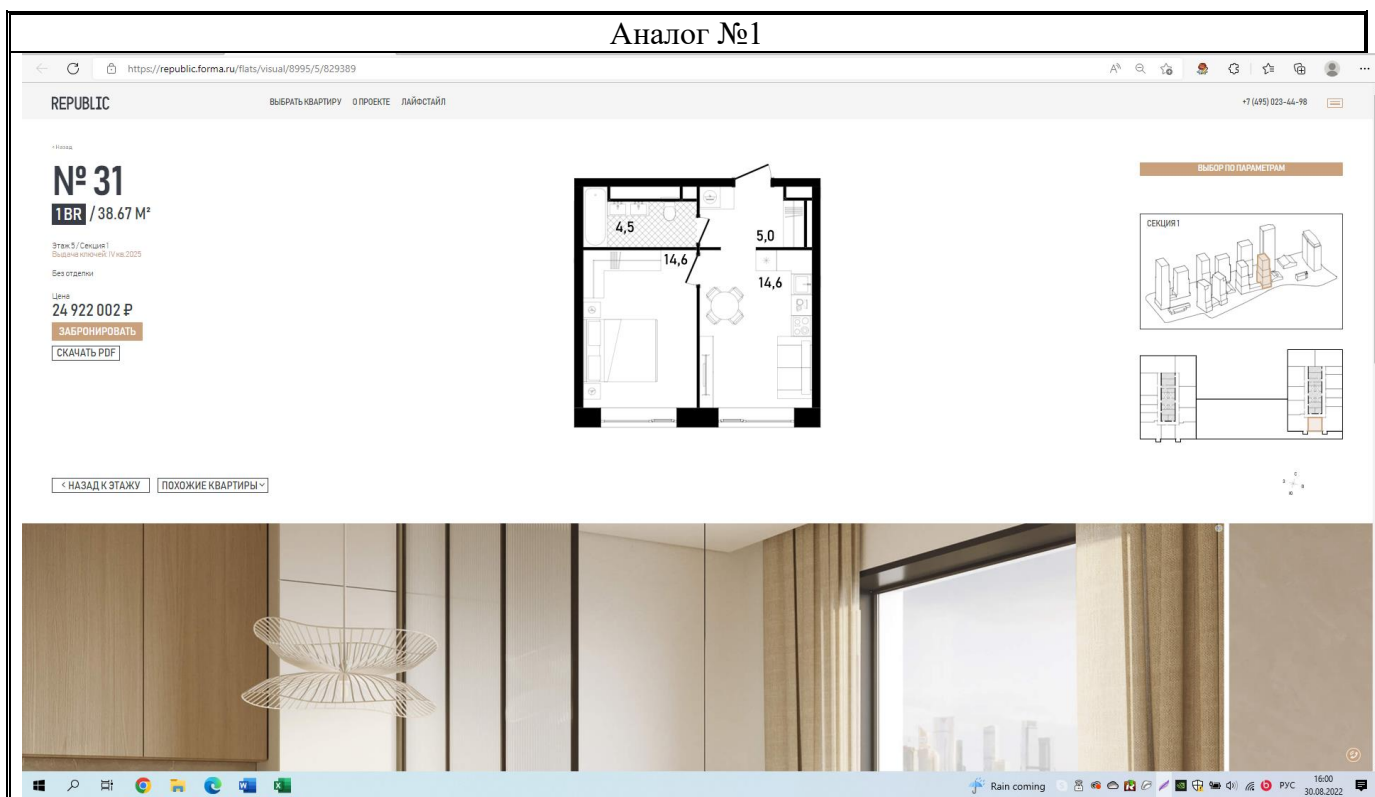 Аналог №1
https://republic.forma.ru/flats/visual/8995/5/829389
REPUBLIC
ВЫБРАТЬ КВАРТИРУ О ПРОЕКТЕ ЛАЙФСТАЙЛ
+7 (495) 023-44-98
< Назад
№ 31
1BR / 38.67 М²
Этаж 5 / Секция 1
Выдача ключей: IV кв. 2025
Без отделки
Цена
24 922 002 ₽
ЗАБРОНИРОВАТЬ
СКАЧАТЬ PDF
4,5
5,0
14,6
14,6
ВЫБОР ПО ПАРАМЕТРАМ
СЕКЦИЯ 1
< НАЗАД К ЭТАЖУ
ПОХОЖИЕ КВАРТИРЫ
С
З
В
Ю
Rain coming
РУС
16:00
30.08.2022